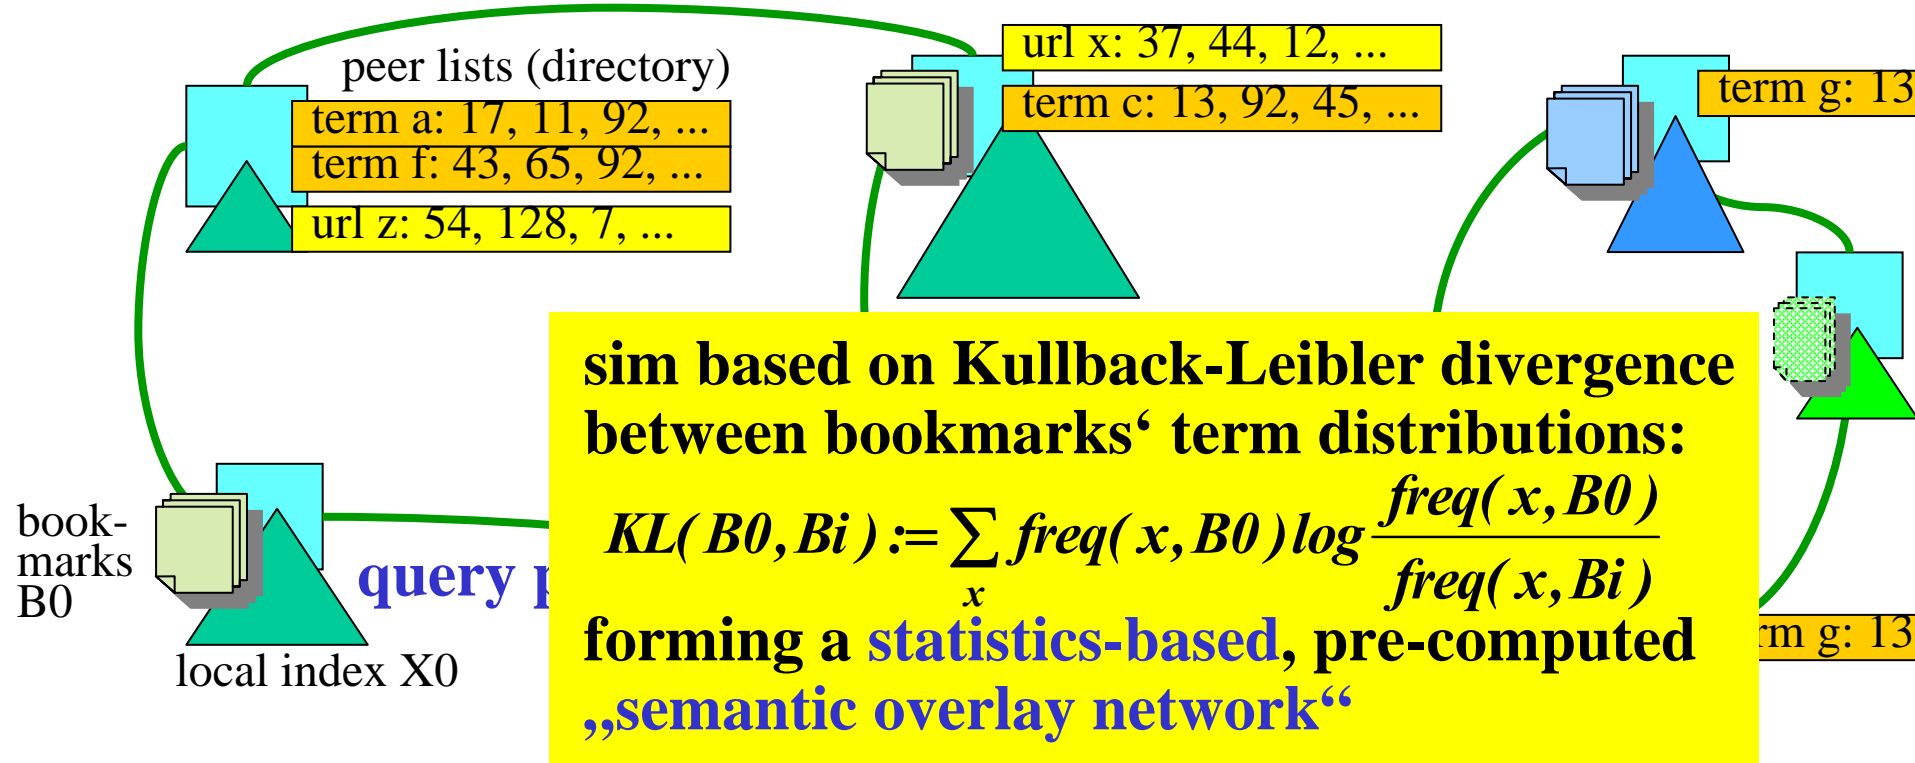 url x: 37, 44, 12, ...
peer lists (directory)
term a: 17, 11, 92, ...
term c: 13, 92, 45, ...
term g: 13
term f: 43, 65, 92, ...
url z: 54, 128, 7, ...
sim based on Kullback-Leibler divergence
between bookmarks‘ term distributions:
KL( B0, Bi ) := ∑ x freq( x, B0 ) log freq( x, B0 ) / freq( x, Bi )
forming a statistics-based, pre-computed
„semantic overlay network“
book-
marks
B0
query p
local index X0
rm g: 13